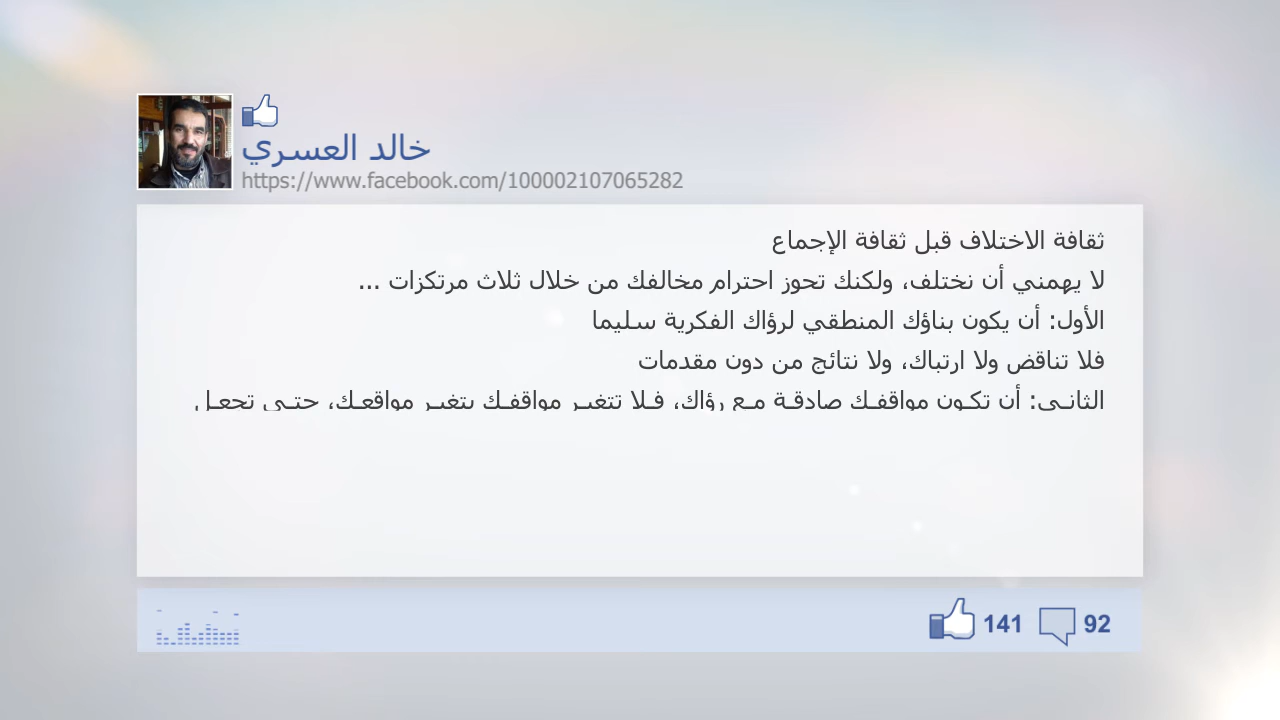 خالد العسري
https://www.facebook.com/100002107065282
ثقافة الاختلاف قبل ثقافة الإجماع
لا يهمني أن نختلف، ولكنك تحوز احترام مخالفك من خلال ثلاث مرتكزات ...
الأول: أن يكون بناؤك المنطقي لرؤاك الفكرية سليما
فلا تناقض ولا ارتباك، ولا نتائج من دون مقدمات
الثاني: أن تكون مواقفك صادقة مع رؤاك، فلا تتغير مواقفك بتغير مواقعك، حتى تجعل
141
92